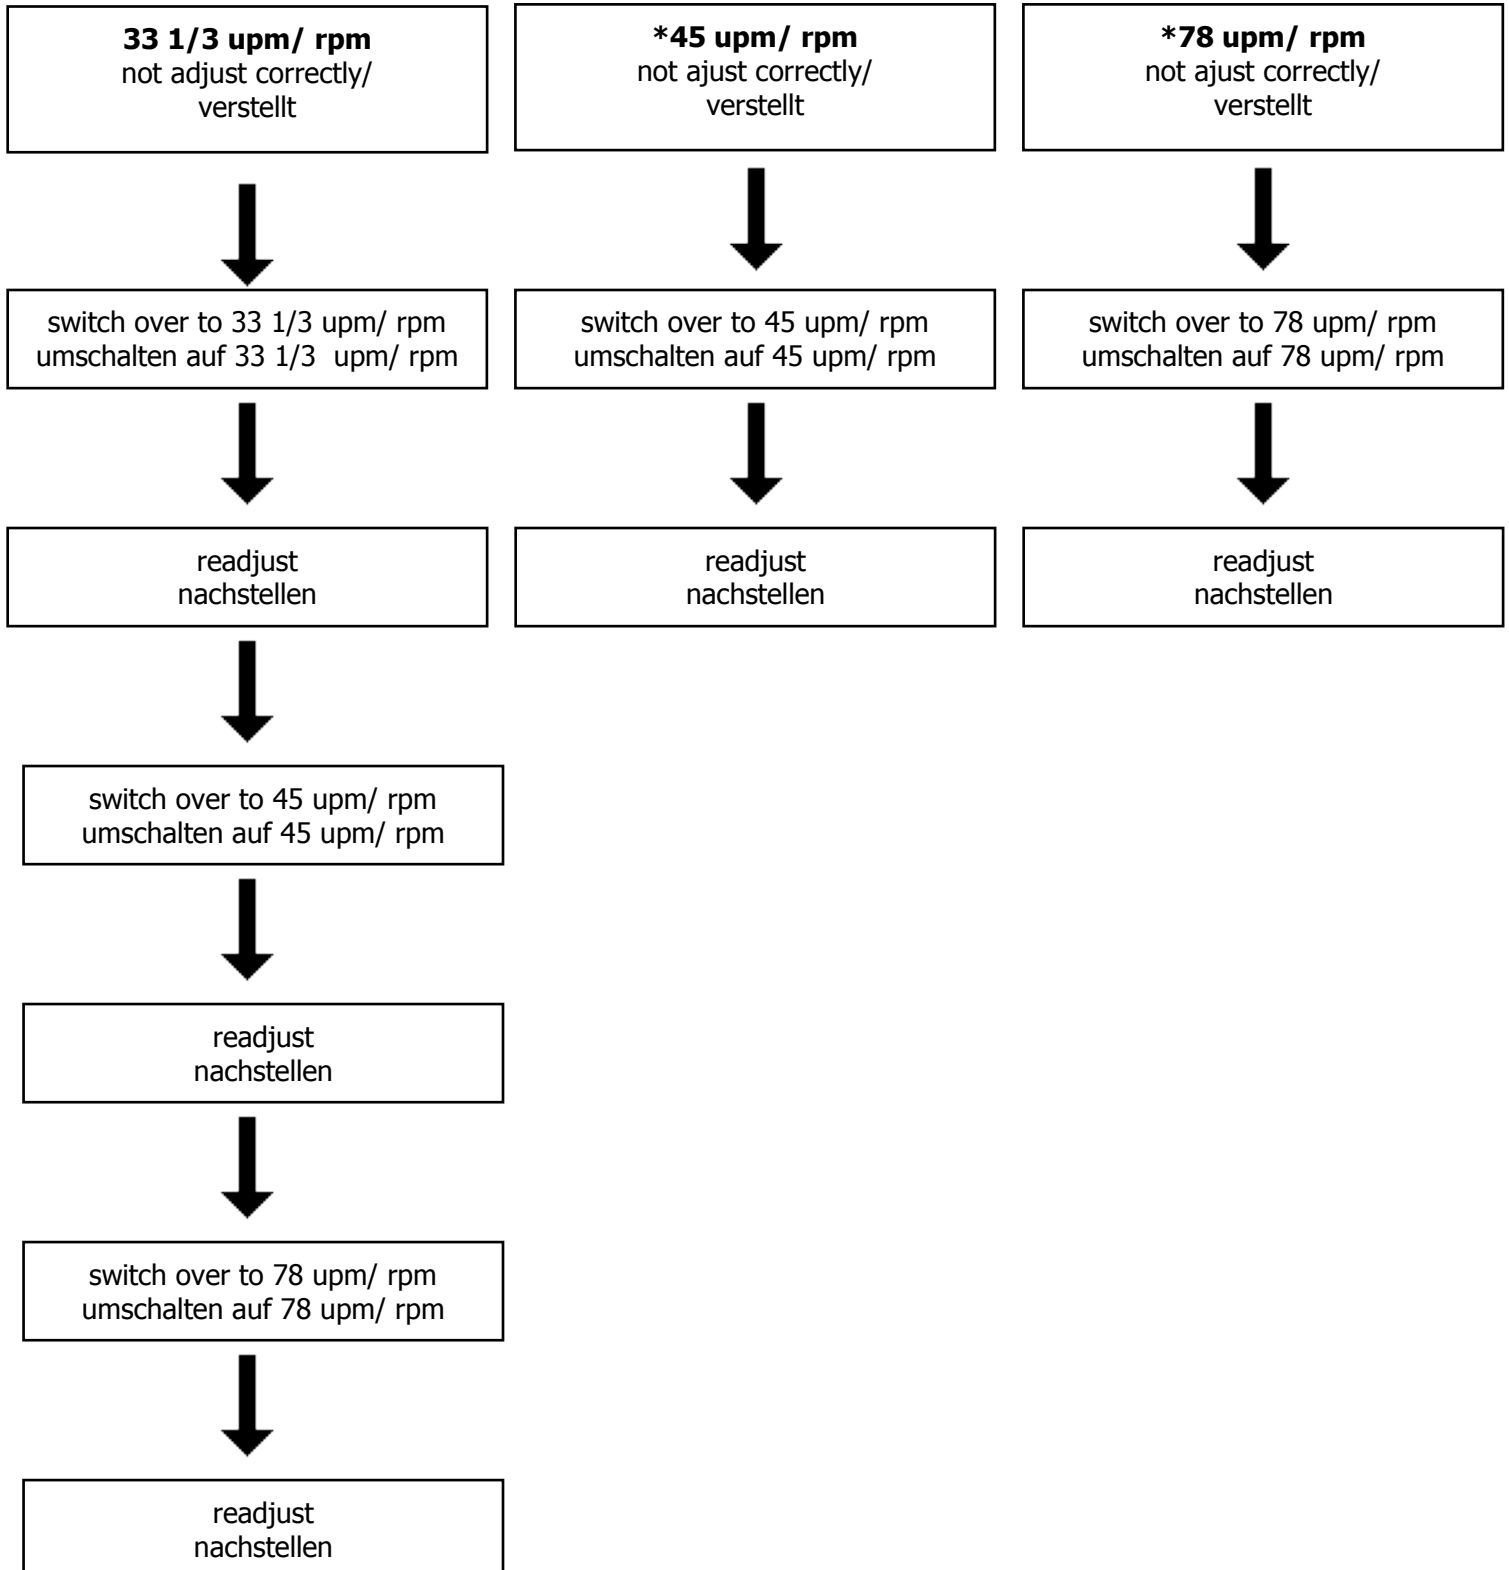 33 1/3 upm/ rpm
not adjust correctly/
verstellt
*45 upm/ rpm
not ajust correctly/
verstellt
*78 upm/ rpm
not ajust correctly/
verstellt
switch over to 33 1/3 upm/ rpm
umschalten auf 33 1/3  upm/ rpm
switch over to 45 upm/ rpm
umschalten auf 45 upm/ rpm
switch over to 78 upm/ rpm
umschalten auf 78 upm/ rpm
readjust
nachstellen
readjust
nachstellen
readjust
nachstellen
switch over to 45 upm/ rpm
umschalten auf 45 upm/ rpm
readjust
nachstellen
switch over to 78 upm/ rpm
umschalten auf 78 upm/ rpm
readjust
nachstellen